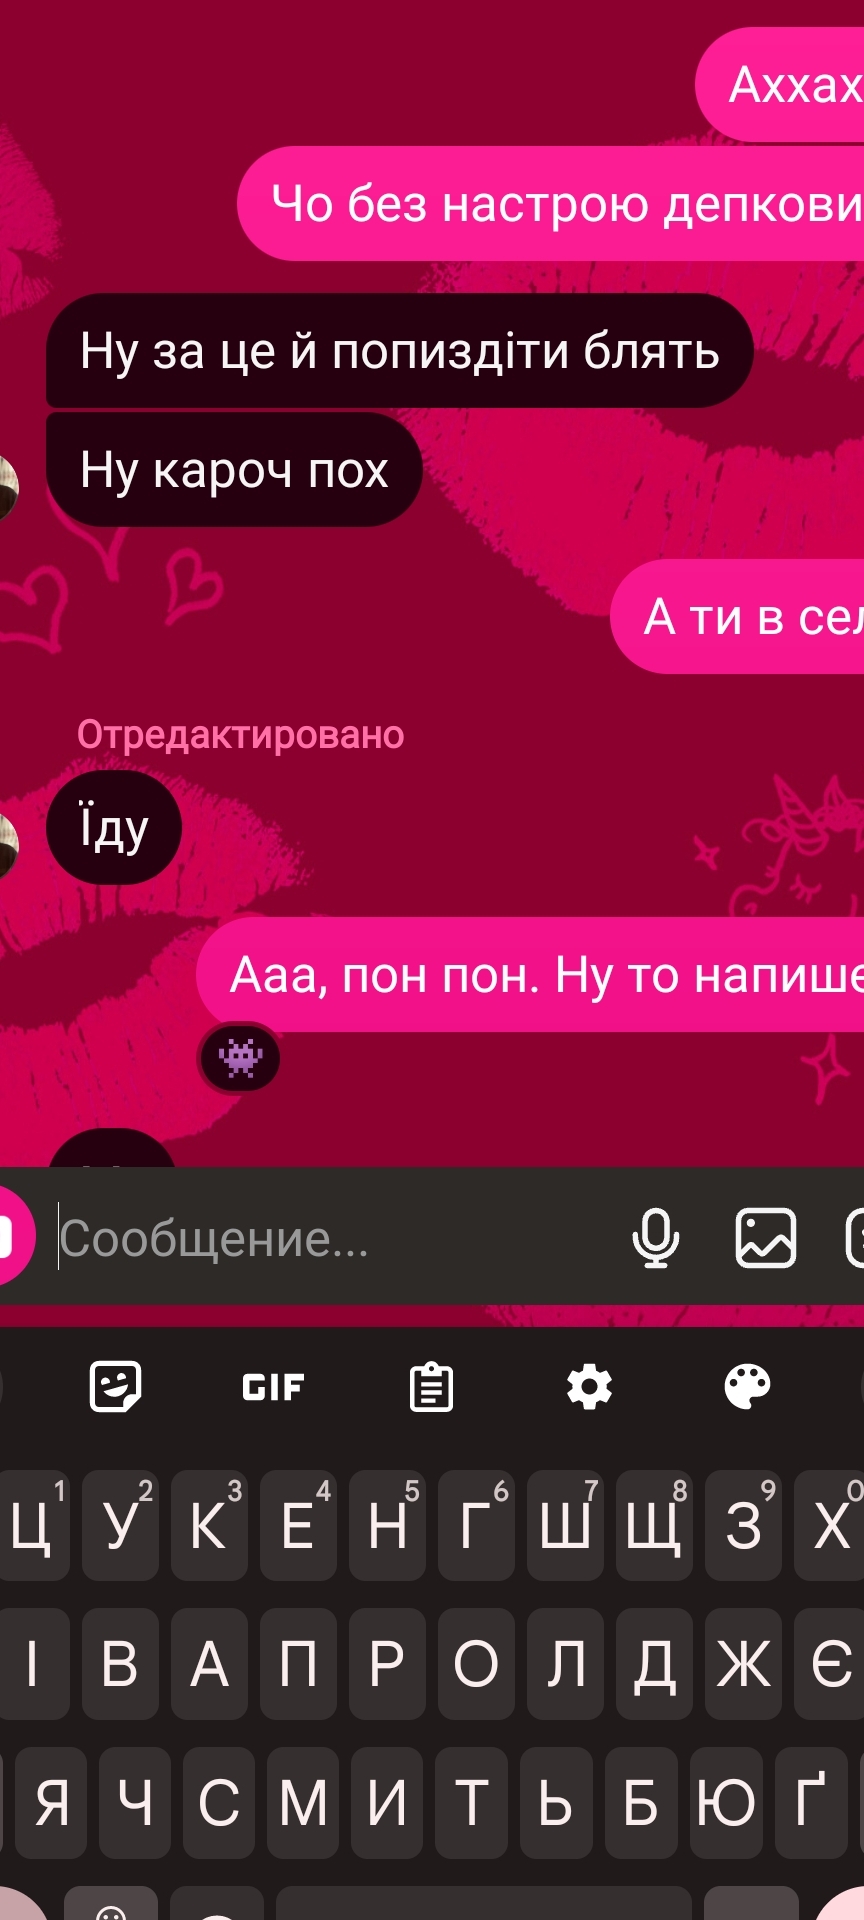 Аххах
Чо без настрою депкови
Ну за це й попиздіти блять
Ну кароч пох
А ти в сел
Отредактировано
Їду
Ааа, пон пон. Ну то напише
Сообщение...
GIF
1 2 3 4 5 6 7 8 9 0
Ц У К Е Н Г Ш Щ З Х
І В А П Р О Л Д Ж Є
Я Ч С М И Т Ь Б Ю Ґ